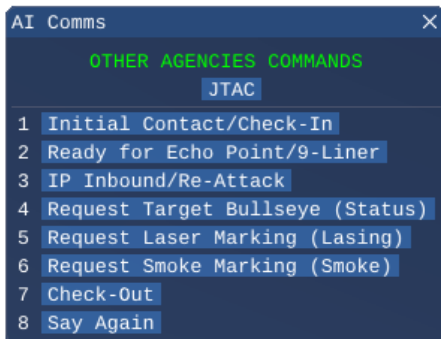 AI Comms
OTHER AGENCIES COMMANDS
JTAC
1 Initial Contact/Check-In
2 Ready for Echo Point/9-Liner
3 IP Inbound/Re-Attack
4 Request Target Bullseye (Status)
5 Request Laser Marking (Lasing)
6 Request Smoke Marking (Smoke)
7 Check-Out
8 Say Again